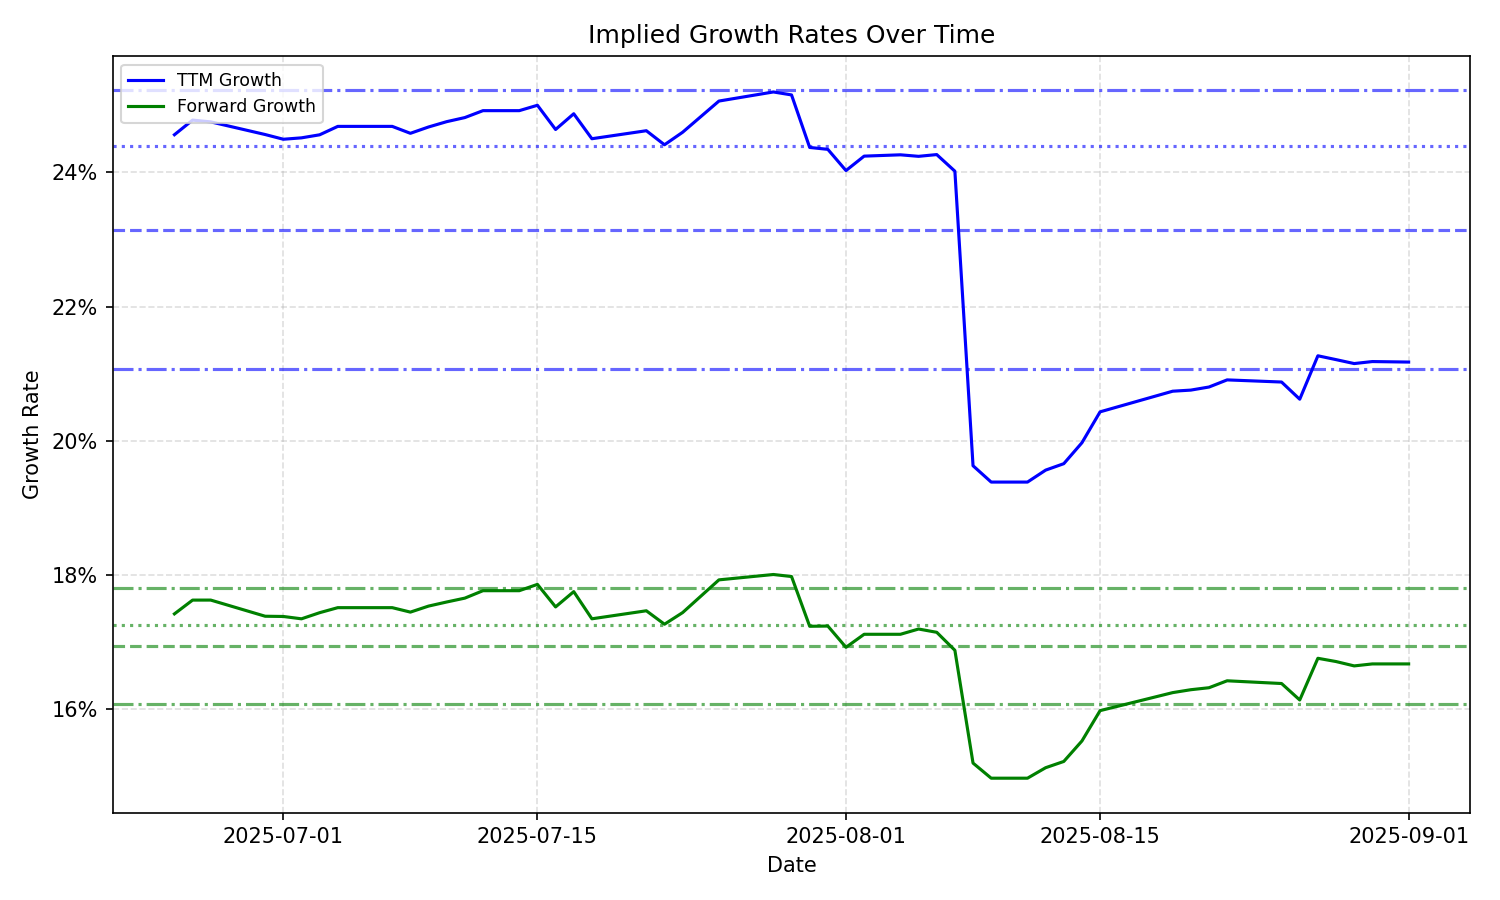 Implied Growth Rates Over Time
TTM Growth
Forward Growth
24%
22%
20%
18%
16%
Growth Rate
2025-07-01
2025-07-15
2025-08-01
2025-08-15
2025-09-01
Date